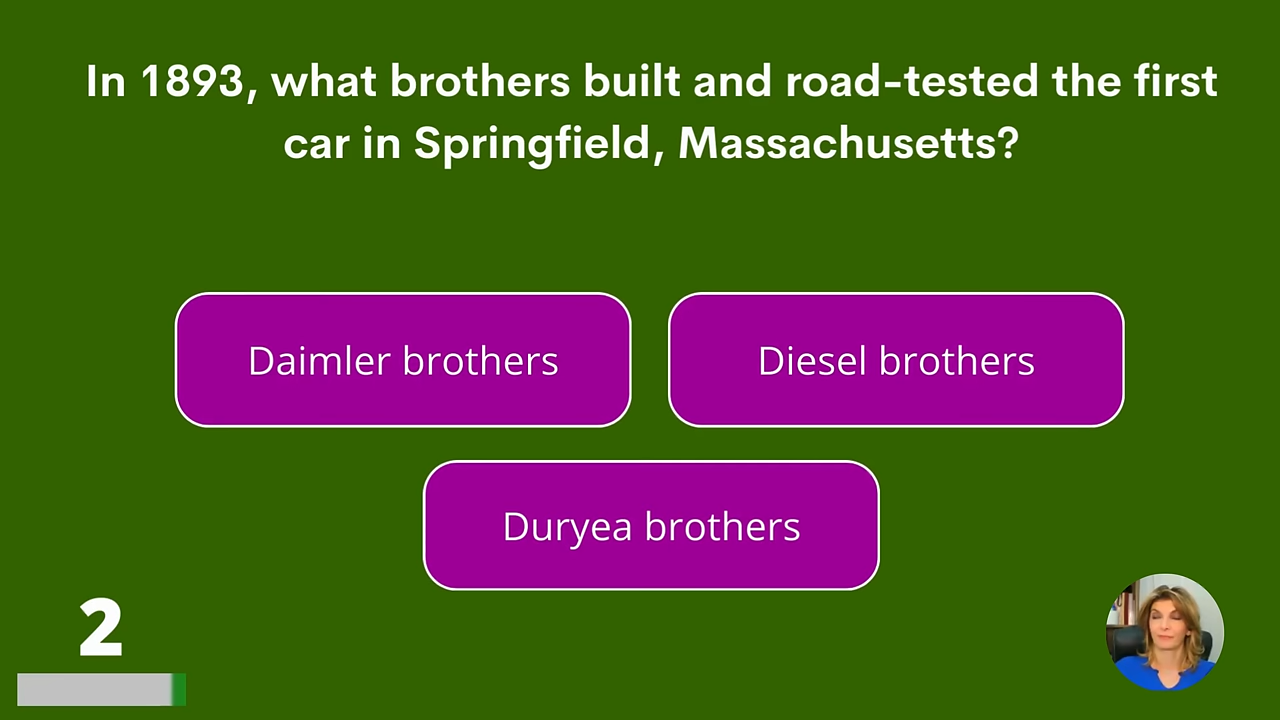 In 1893, what brothers built and road-tested the first
car in Springfield, Massachusetts?
Daimler brothers
Diesel brothers
Duryea brothers
2